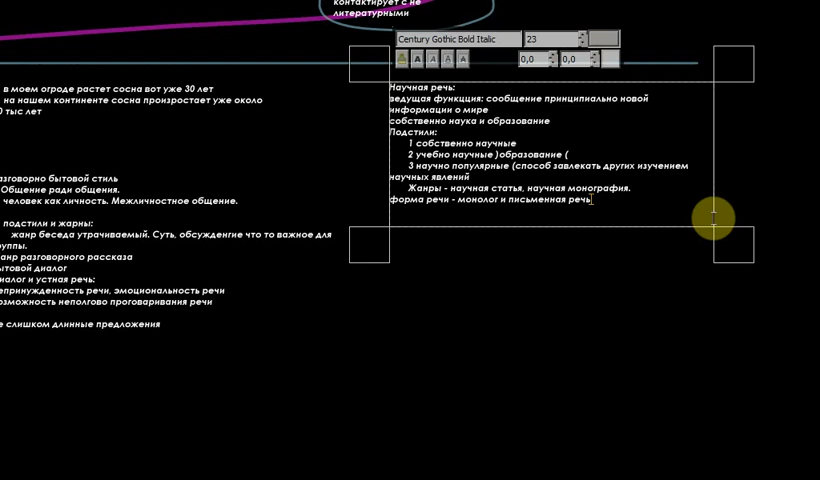 контактирует с не
литературными
Century Gothic Bold Italic 23
A A A A A 0,0 0,0
в моем огроде растет сосна вот уже 30 лет
на нашем континенте сосна произростает уже около
0 тыс лет
азговорно бытовой стиль
Общение ради общения.
человек как личность. Межличностное общение.
подстили и жарны:
жанр беседа утрачиваемый. Суть, обсужденгие что то важное для
руппы.
анр разговорного рассказа
ытовой диалог
иалог и устная речь:
епринужденность речи, эмоциональность речи
озможность неполгово проговаривания речи
е слишком длинные предложения
Научная речь:
ведущая функкция: сообщение принципиально новой
информации о мире
собственно наука и образование
Подстили:
1 собственно научные
2 учебно научные )образование (
3 научно популярные (способ завлекать других изучением
научных явлений
Жанры - научная статья, научная монография.
форма речи - монолог и письменная речь